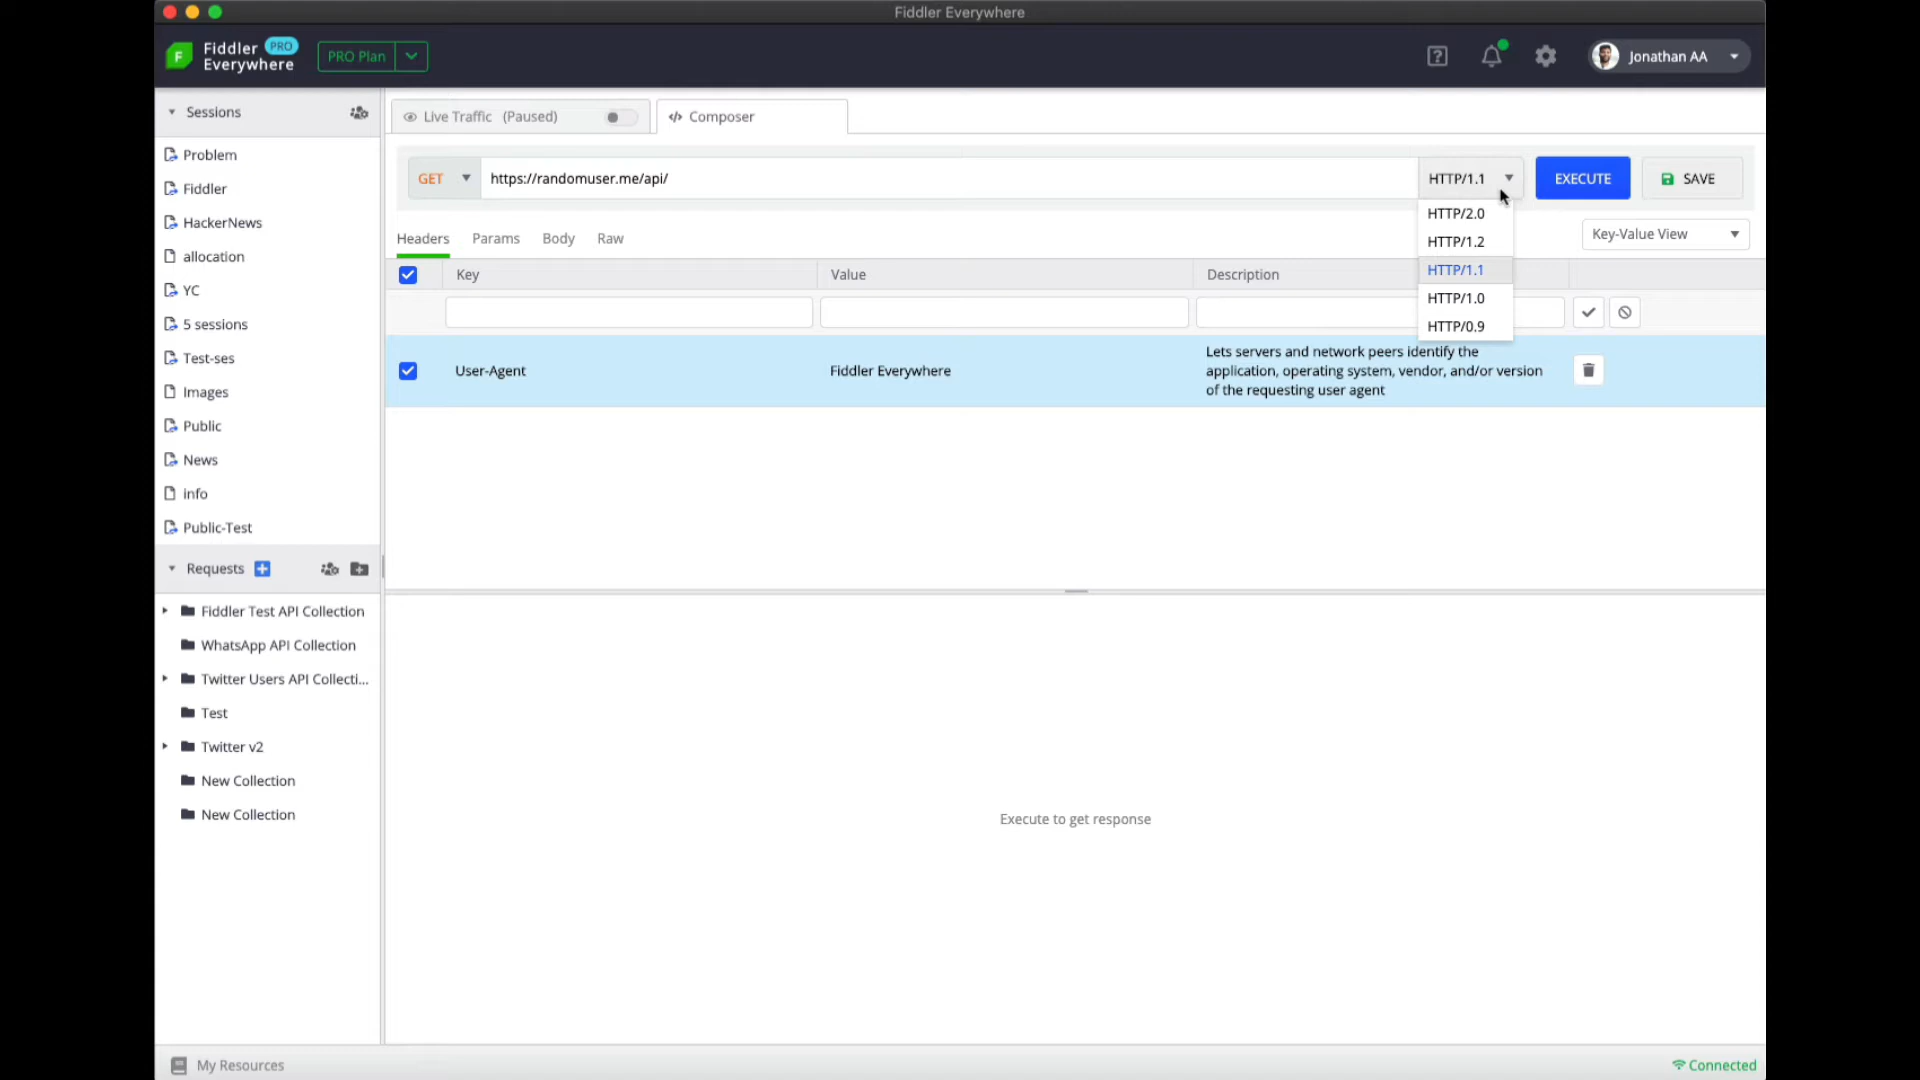 Fiddler Everywhere
Fiddler PRO
Everywhere
PRO Plan
Jonathan AA
Sessions
Problem
Fiddler
HackerNews
allocation
YC
5 sessions
Test-ses
Images
Public
News
info
Public-Test
Requests
Fiddler Test API Collection
WhatsApp API Collection
Twitter Users API Collecti...
Test
Twitter v2
New Collection
New Collection
Live Traffic (Paused)
Composer
GET
https://randomuser.me/api/
HTTP/1.1
EXECUTE
SAVE
HTTP/2.0
HTTP/1.2
HTTP/1.1
HTTP/1.0
HTTP/0.9
Headers Params Body Raw
Key-Value View
Key Value Description
User-Agent
Fiddler Everywhere
Lets servers and network peers identify the
application, operating system, vendor, and/or version
of the requesting user agent
Execute to get response
My Resources
Connected